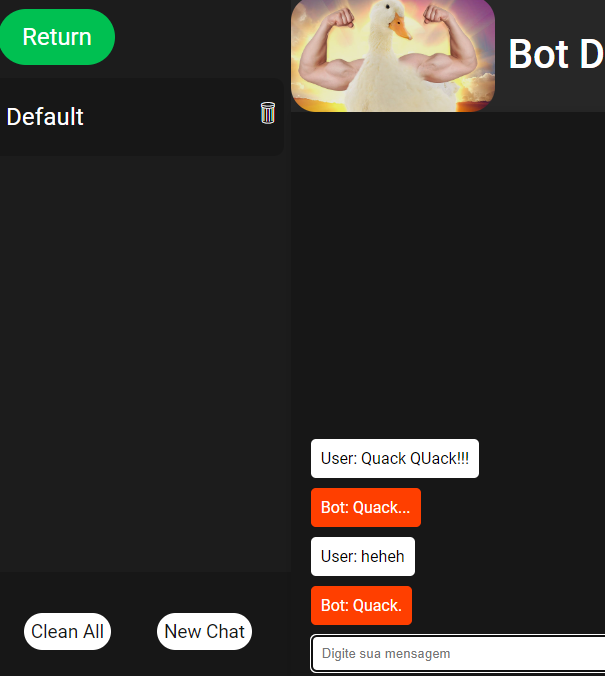 Return
Default
Clean All
New Chat
Bot D
User: Quack QUack!!!
Bot: Quack...
User: heheh
Bot: Quack.
Digite sua mensagem